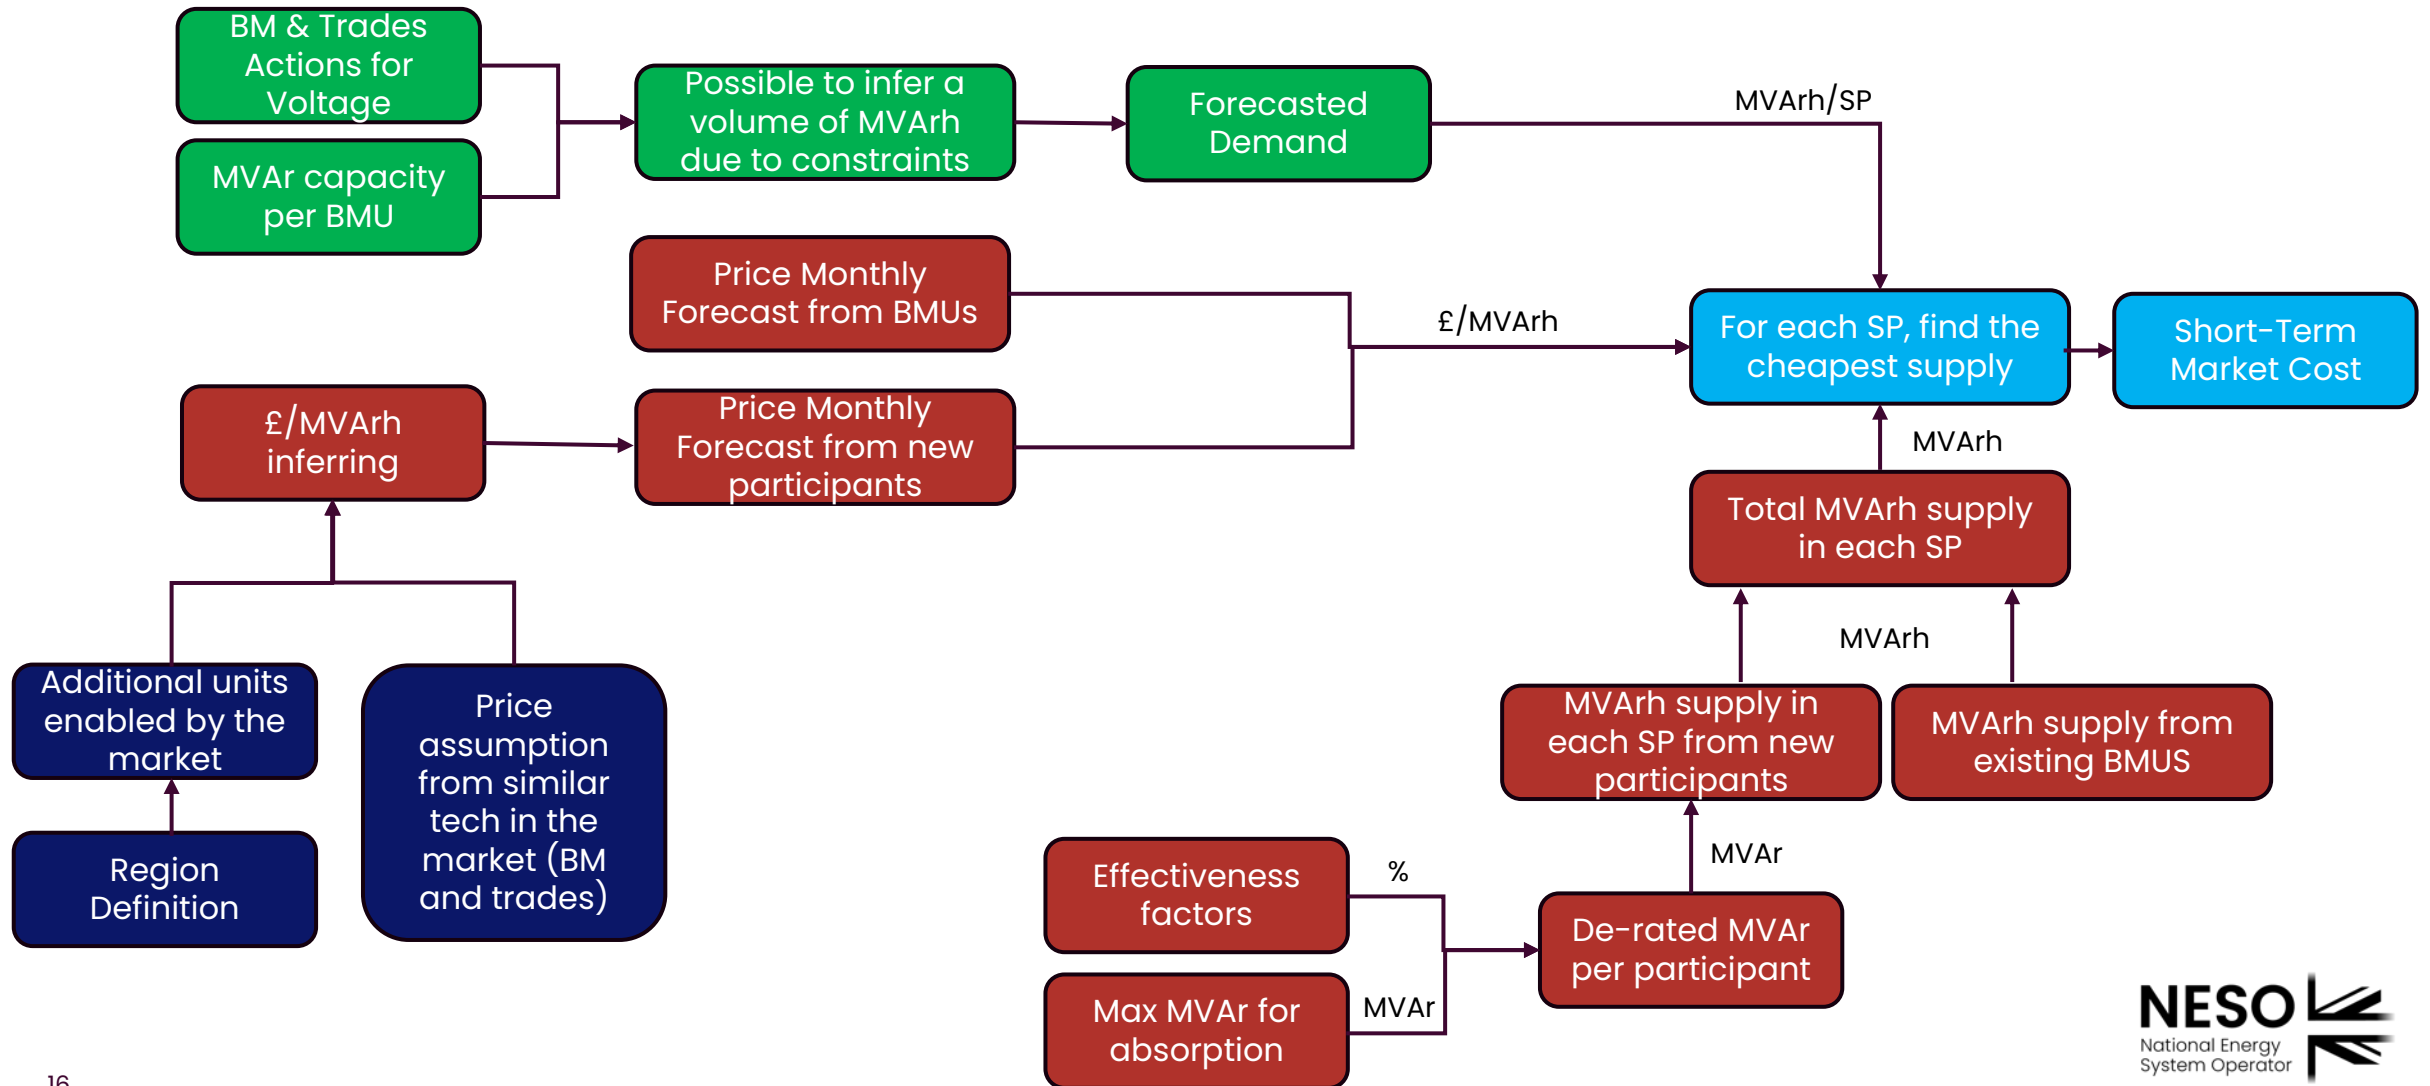 BM & Trades
Actions for
Voltage
MVAr capacity
per BMU
Possible to infer a
volume of MVArh
due to constraints
Forecasted
Demand
MVArh/SP
Price Monthly
Forecast from BMUs
£/MVArh
For each SP, find the
cheapest supply
Short-Term
Market Cost
£/MVArh
inferring
Price Monthly
Forecast from new
participants
MVArh
Total MVArh supply
in each SP
MVArh
Additional units
enabled by the
market
Price
assumption
from similar
tech in the
market (BM
and trades)
Region
Definition
MVArh supply in
each SP from new
participants
MVArh supply from
existing BMUS
MVAr
Effectiveness
factors
%
De-rated MVAr
per participant
Max MVAr for
absorption
MVAr
NESO
National Energy
System Operator
16